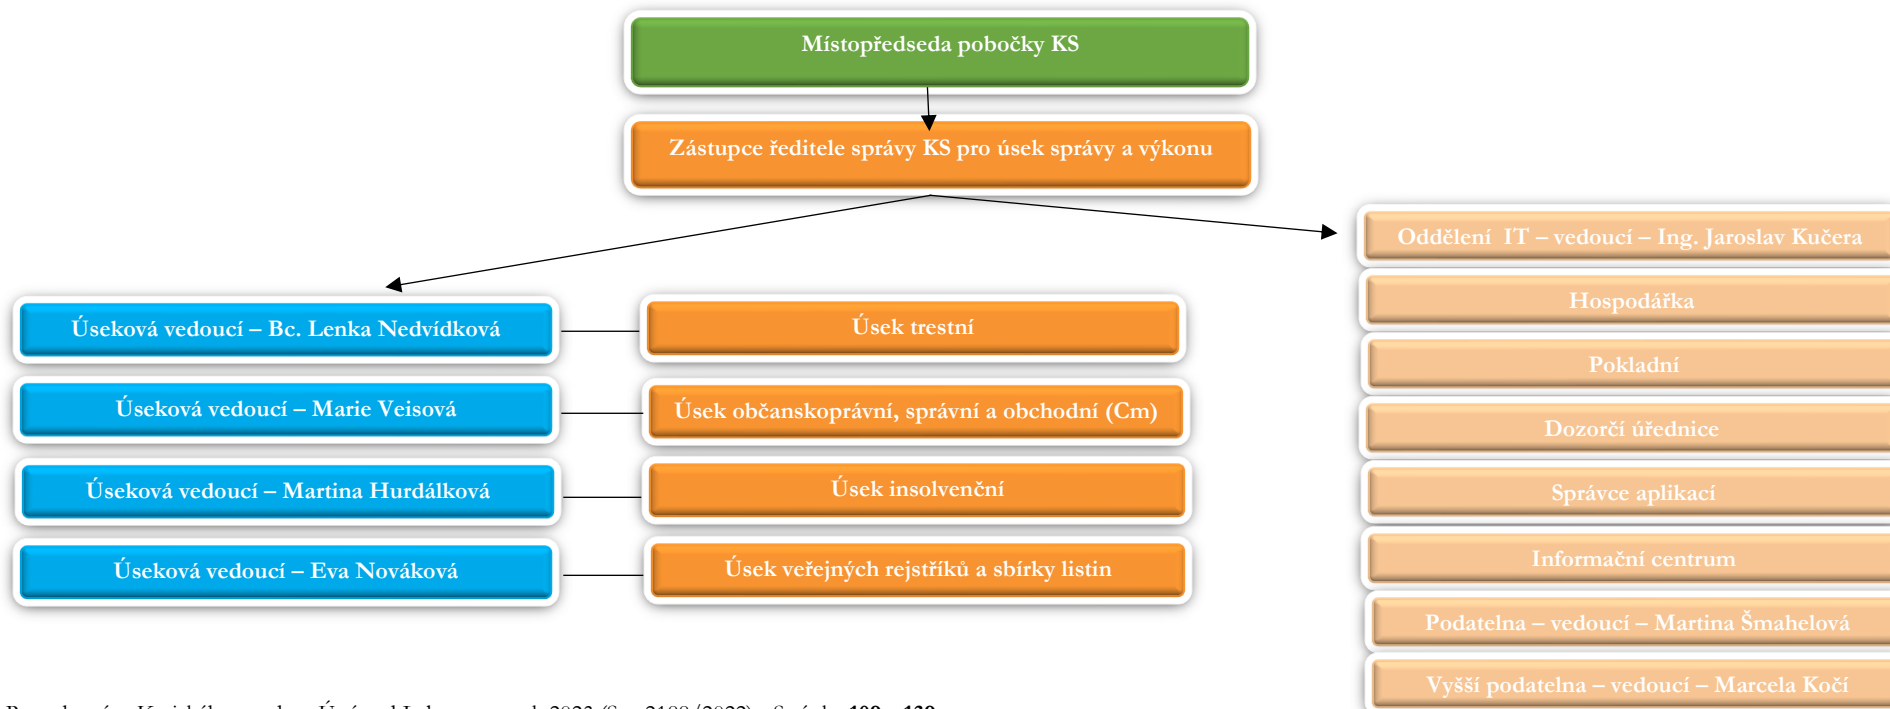 Místopředseda pobočky KS
Zástupce ředitele správy KS pro úsek správy a výkonu
Úseková vedoucí – Bc. Lenka Nedvídková
Úsek trestní
Úseková vedoucí – Marie Veisová
Úsek občanskoprávní, správní a obchodní (Cm)
Úseková vedoucí – Martina Hurdálková
Úsek insolvenční
Úseková vedoucí – Eva Nováková
Úsek veřejných rejstříků a sbírky listin
Oddělení IT – vedoucí – Ing. Jaroslav Kučera
Hospodářka
Pokladní
Dozorčí úřednice
Správce aplikací
Informační centrum
Podatelna – vedoucí – Martina Šmahelová
Vyšší podatelna – vedoucí – Marcela Kočí